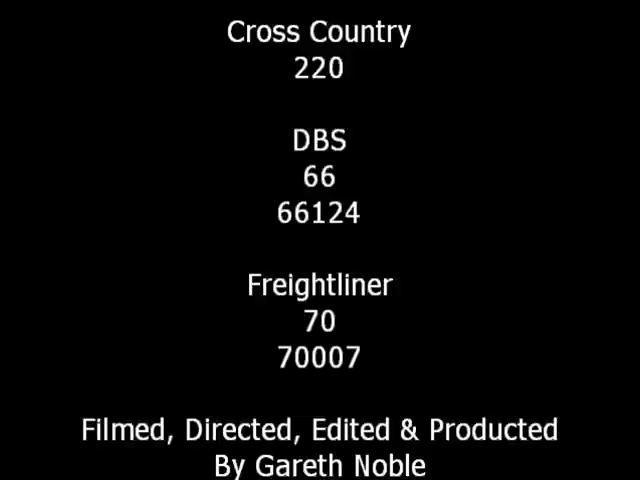 Cross Country
220
DBS
66
66124
Freightliner
70
70007
Filmed, Directed, Edited & Producted
By Gareth Noble